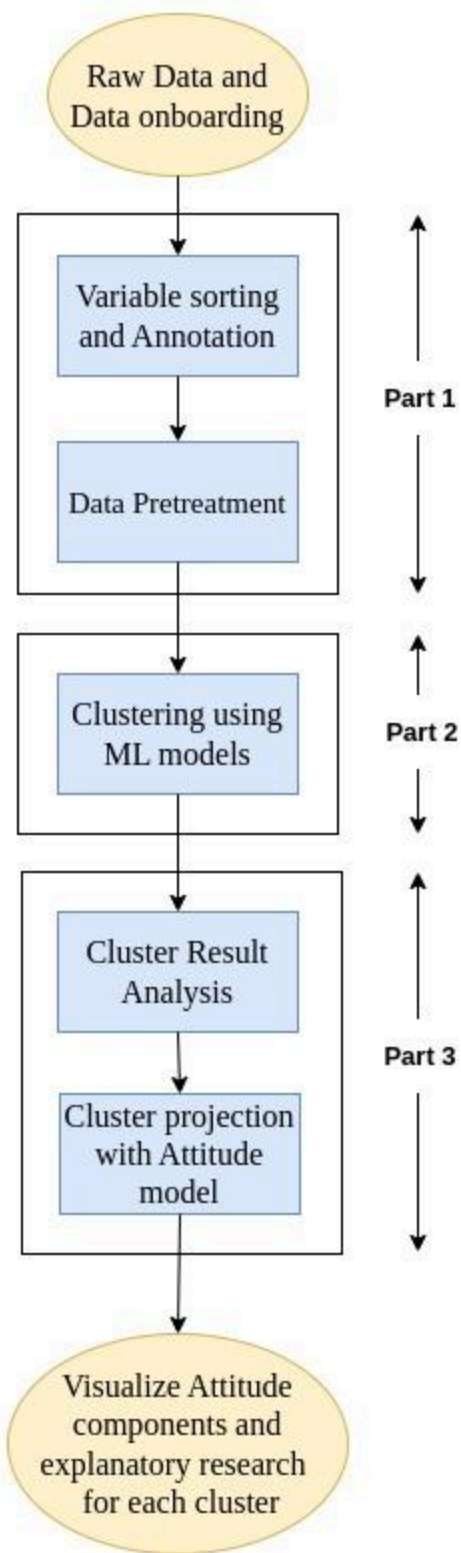 Raw Data and
Data onboarding
Variable sorting
and Annotation
Part 1
Data Pretreatment
Clustering using
ML models
Part 2
Cluster Result
Analysis
Part 3
Cluster projection
with Attitude
model
Visualize Attitude
components and
explanatory research
for each cluster